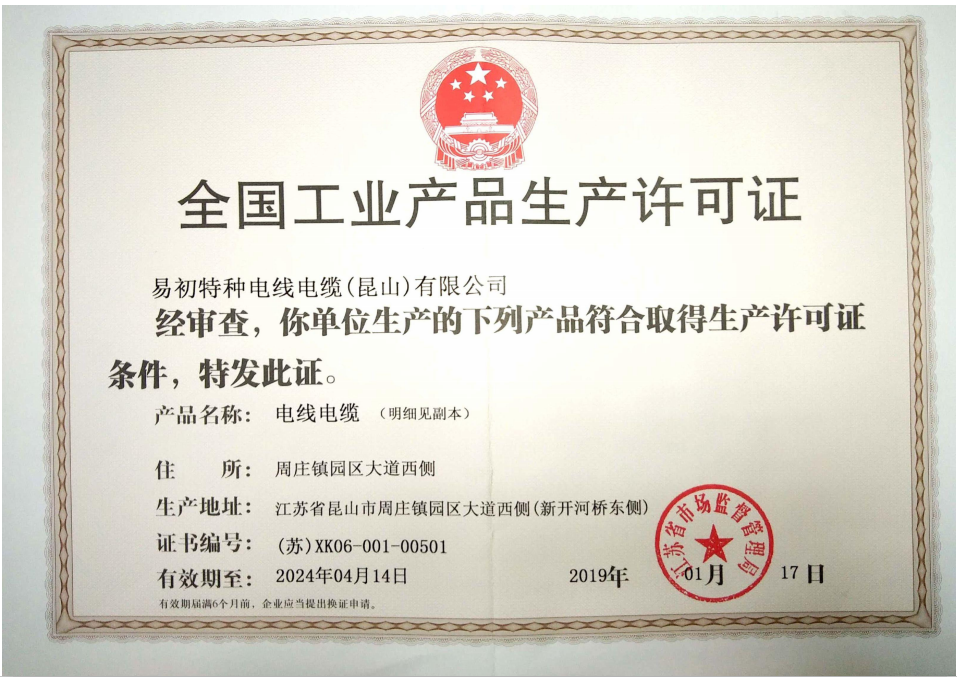 全国工业产品生产许可证
易初特种电线电缆(昆山)有限公司
经审查，你单位生产的下列产品符合取得生产许可证
条件，特发此证。
产品名称： 电线电缆 （明细见副本）
住 所： 周庄镇园区大道西侧
生产地址： 江苏省昆山市周庄镇园区大道西侧(新开河桥东侧)
证书编号： (苏)XK06-001-00501
有效期至： 2024年04月14日
2019年 01月 17日
江苏省市场监督管理局
有效期届满6个月前，企业应当提出换证申请。